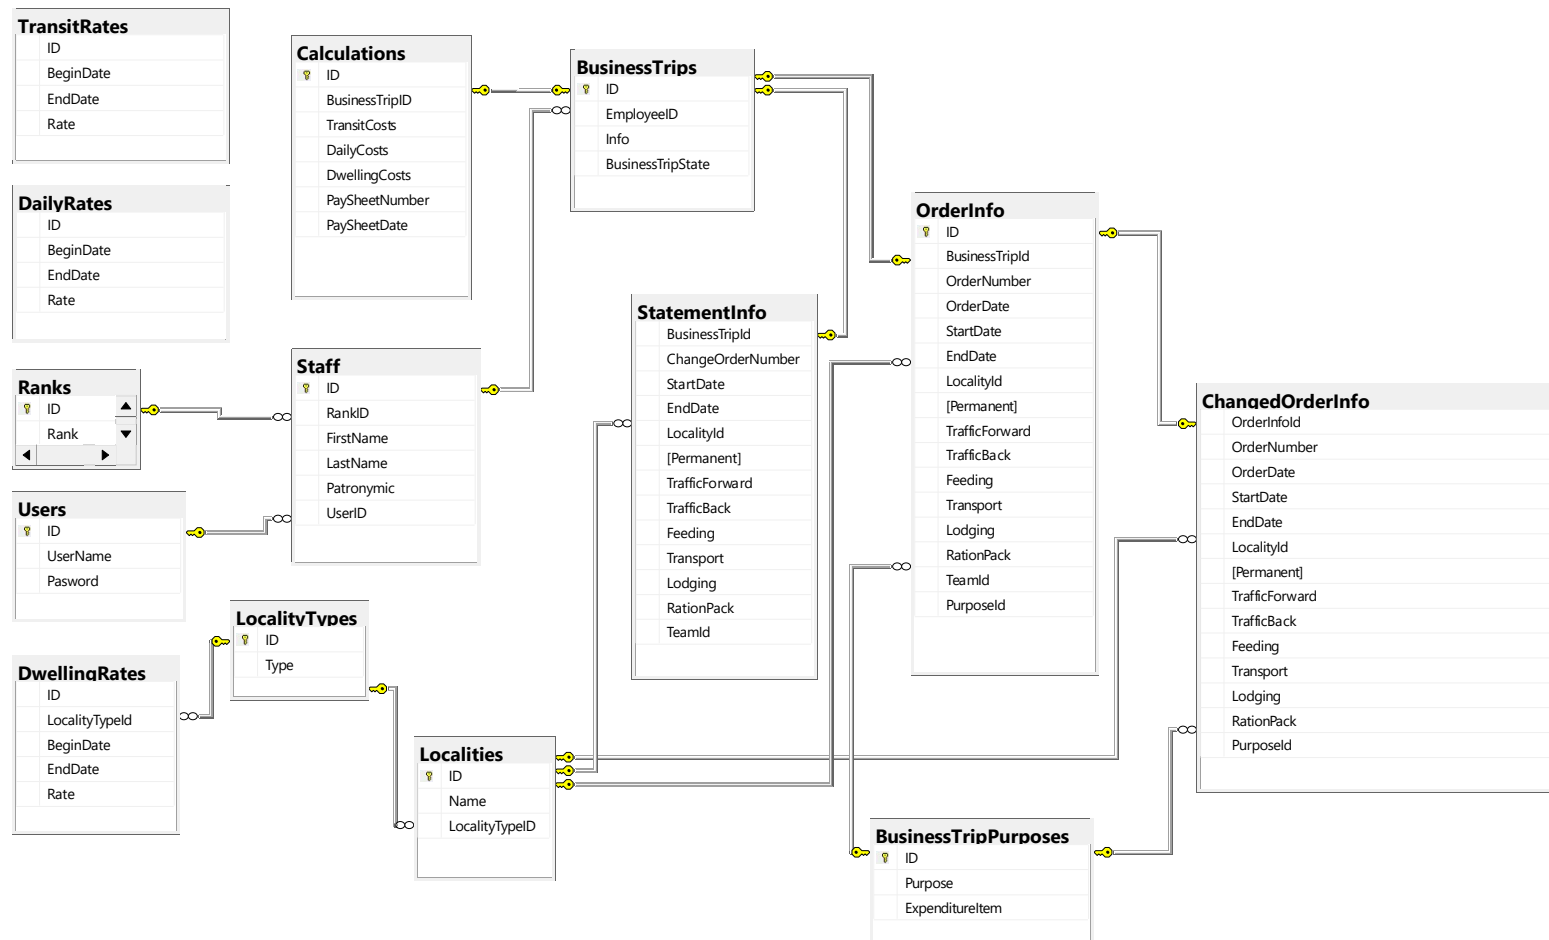 TransitRates
ID
BeginDate
EndDate
Rate
DailyRates
ID
BeginDate
EndDate
Rate
Ranks
ID
Rank
Users
ID
UserName
Pasword
DwellingRates
ID
LocalityTypeId
BeginDate
EndDate
Rate
LocalityTypes
ID
Type
Calculations
ID
BusinessTripID
TransitCosts
DailyCosts
DwellingCosts
PaySheetNumber
PaySheetDate
Staff
ID
RankID
FirstName
LastName
Patronymic
UserID
Localities
ID
Name
LocalityTypeID
BusinessTrips
ID
EmployeeID
Info
BusinessTripState
StatementInfo
BusinessTripId
ChangeOrderNumber
StartDate
EndDate
LocalityId
[Permanent]
TrafficForward
TrafficBack
Feeding
Transport
Lodging
RationPack
TeamId
OrderInfo
ID
BusinessTripId
OrderNumber
OrderDate
StartDate
EndDate
LocalityId
[Permanent]
TrafficForward
TrafficBack
Feeding
Transport
Lodging
RationPack
TeamId
PurposeId
BusinessTripPurposes
ID
Purpose
ExpenditureItem
ChangedOrderInfo
OrderInfoId
OrderNumber
OrderDate
StartDate
EndDate
LocalityId
[Permanent]
TrafficForward
TrafficBack
Feeding
Transport
Lodging
RationPack
PurposeId